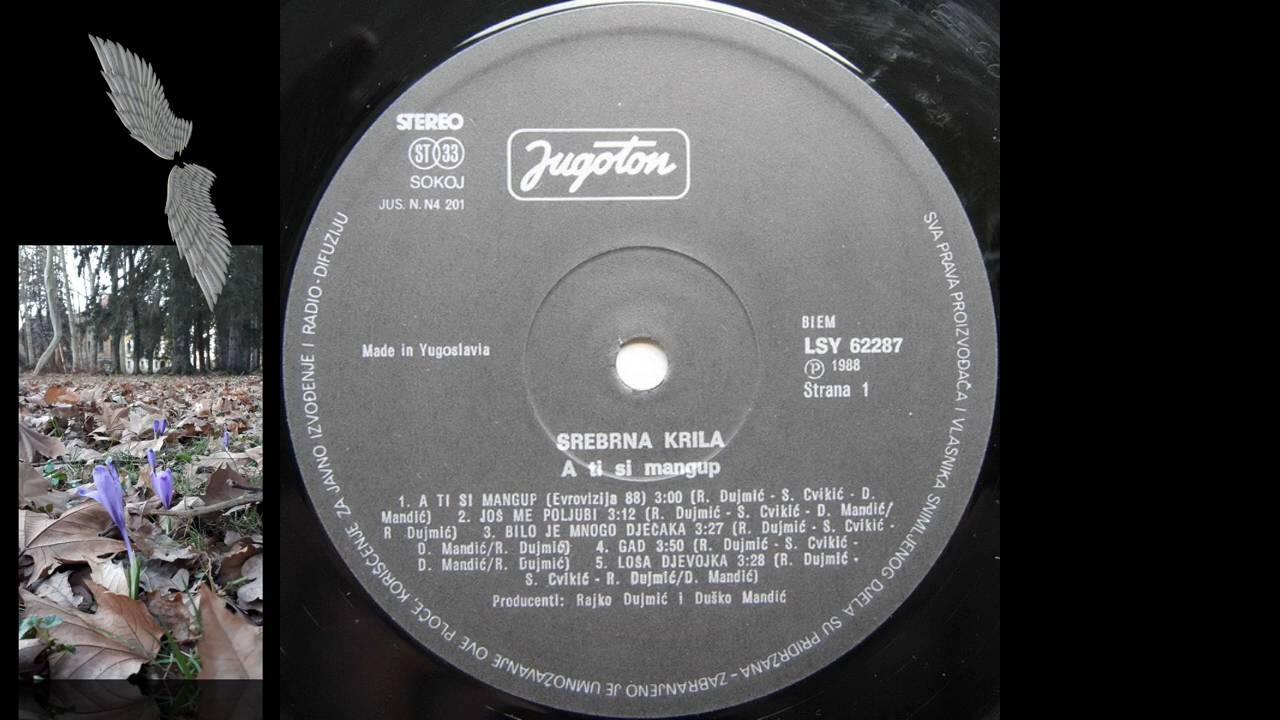 STEREO
ST 33
SOKOJ
JUS. N. N4 201
Jugoton
Made in Yugoslavia
BIEM
LSY 62287
Ⓟ 1988
Strana 1
SREBRNA KRILA
A ti si mangup
1. A TI SI MANGUP (Evrovizija 88) 3:00 (R. Dujmić - S. Cvikić - D.
Mandić) 2. JOŠ ME POLJUBI 3:12 (R. Dujmić - S. Cvikić - D. Mandić/
R Dujmić) 3. BILO JE MNOGO DJEČAKA 3:27 (R. Dujmić - S. Cvikić -
D. Mandić/R. Dujmić) 4. GAD 3:50 (R. Dujmić - S. Cvikić -
D. Mandić/R. Dujmić) 5. LOŠA DJEVOJKA 3:28 (R. Dujmić -
S. Cvikić - R. Dujmić/D. Mandić)
Producenti: Rajko Dujmić i Duško Mandić
SVA PRAVA PROIZVOĐAČA I VLASNIKA SNIMLJENOG DJELA SU PRIDRŽANA - ZABRANJENO JE UMNOŽAVANJE OVE PLOČE, KORIŠĆENJE ZA JAVNO IZVOĐENJE I RADIO-DIFUZIJU